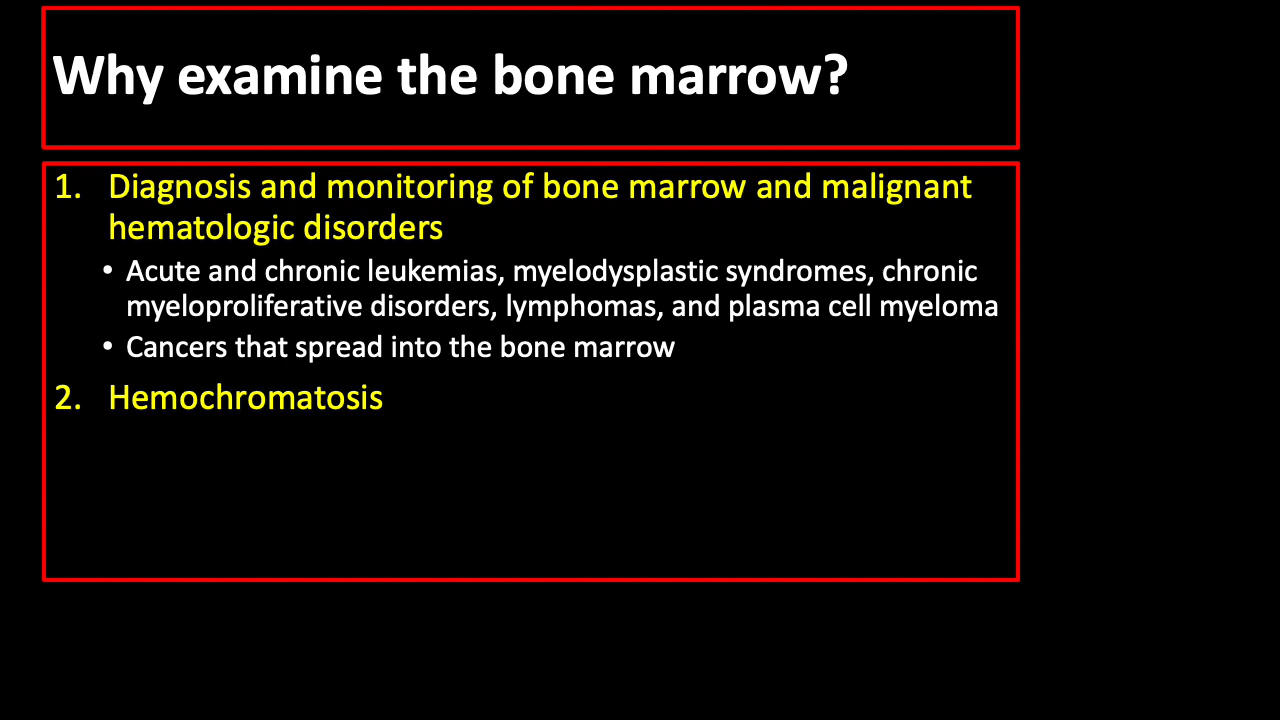 Why examine the bone marrow?
1. Diagnosis and monitoring of bone marrow and malignant
hematologic disorders
• Acute and chronic leukemias, myelodysplastic syndromes, chronic
myeloproliferative disorders, lymphomas, and plasma cell myeloma
• Cancers that spread into the bone marrow
2. Hemochromatosis